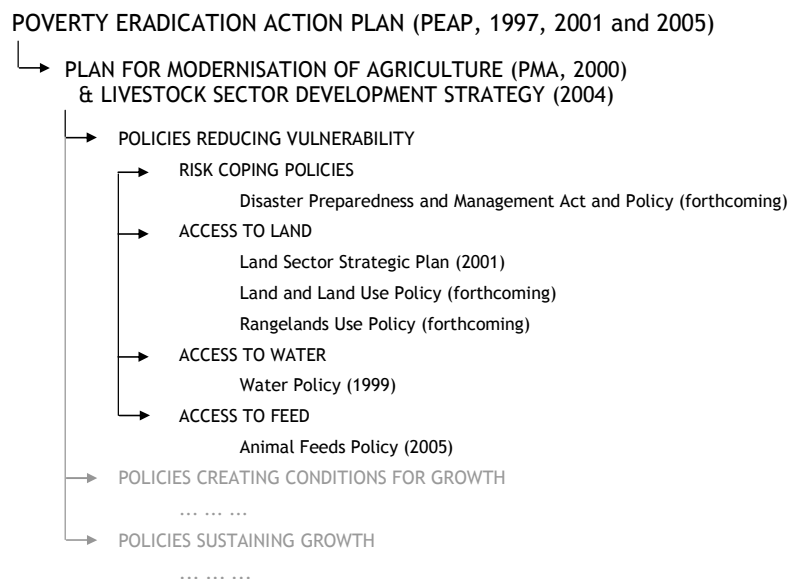 POVERTY ERADICATION ACTION PLAN (PEAP, 1997, 2001 and 2005)
PLAN FOR MODERNISATION OF AGRICULTURE (PMA, 2000)
& LIVESTOCK SECTOR DEVELOPMENT STRATEGY (2004)
POLICIES REDUCING VULNERABILITY
RISK COPING POLICIES
Disaster Preparedness and Management Act and Policy (forthcoming)
ACCESS TO LAND
Land Sector Strategic Plan (2001)
Land and Land Use Policy (forthcoming)
Rangelands Use Policy (forthcoming)
ACCESS TO WATER
Water Policy (1999)
ACCESS TO FEED
Animal Feeds Policy (2005)
POLICIES CREATING CONDITIONS FOR GROWTH
... ... ...
POLICIES SUSTAINING GROWTH
... ... ...